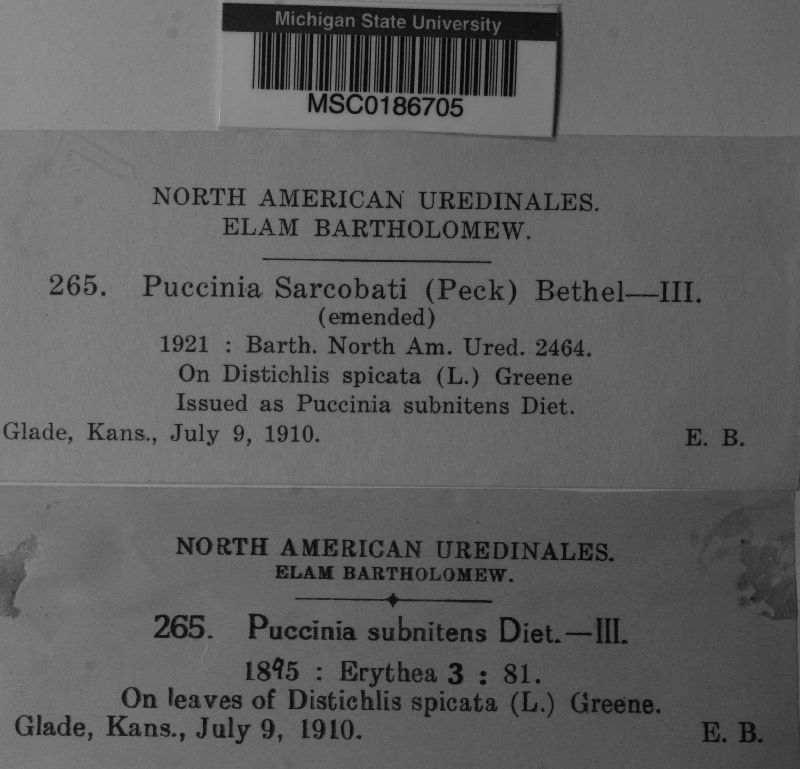 Michigan State University
MSC0186705
NORTH AMERICAN UREDINALES.
ELAM BARTHOLOMEW.
265. Puccinia Sarcobati (Peck) Bethel—III.
(emended)
1921 : Barth. North Am. Ured. 2464.
On Distichlis spicata (L.) Greene
Issued as Puccinia subnitens Diet.
Glade, Kans., July 9, 1910. E. B.
NORTH AMERICAN UREDINALES.
ELAM BARTHOLOMEW.
265. Puccinia subnitens Diet.—III.
1895 : Erythea 3 : 81.
On leaves of Distichlis spicata (L.) Greene.
Glade, Kans., July 9, 1910. E. B.